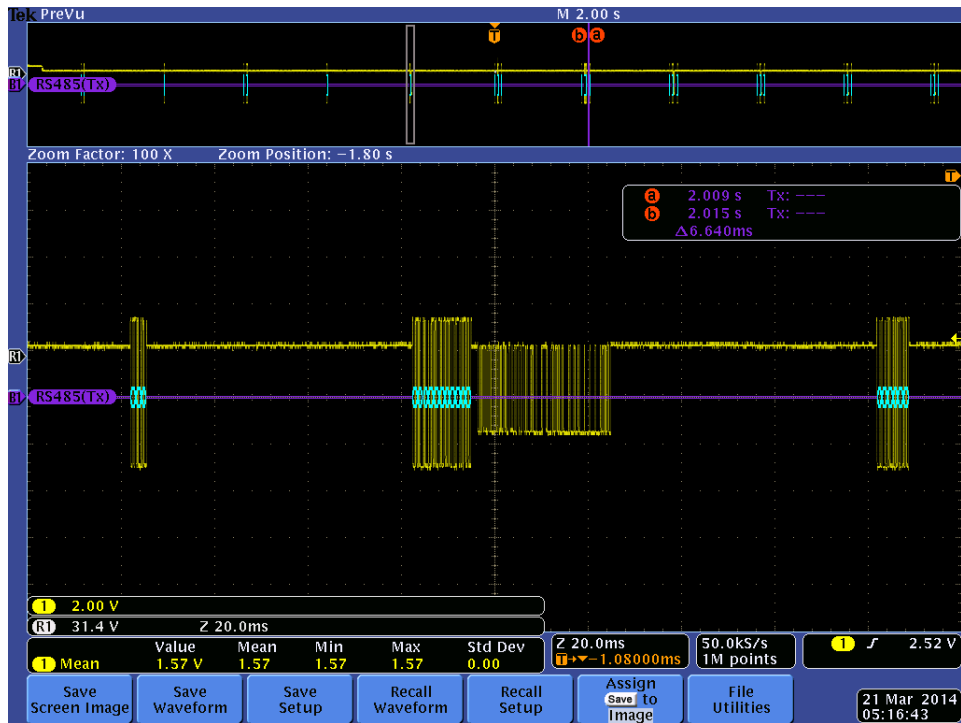 Tek PreVu M 2.00 s
T b a
R1
B1 RS485(Tx)
Zoom Factor: 100 X Zoom Position: −1.80 s
T
a 2.009 s Tx: −−−
b 2.015 s Tx: −−−
Δ6.640ms
R1
B1 RS485(Tx)
1 2.00 V
R1 31.4 V Z 20.0ms
Value Mean Min Max Std Dev
1 Mean 1.57 V 1.57 1.57 1.57 0.00
Z 20.0ms
T→▼−1.08000ms
50.0kS/s
1M points
1 ƒ 2.52 V
Save
Screen Image
Save
Waveform
Save
Setup
Recall
Waveform
Recall
Setup
Assign
Save to
Image
File
Utilities
21 Mar 2014
05:16:43